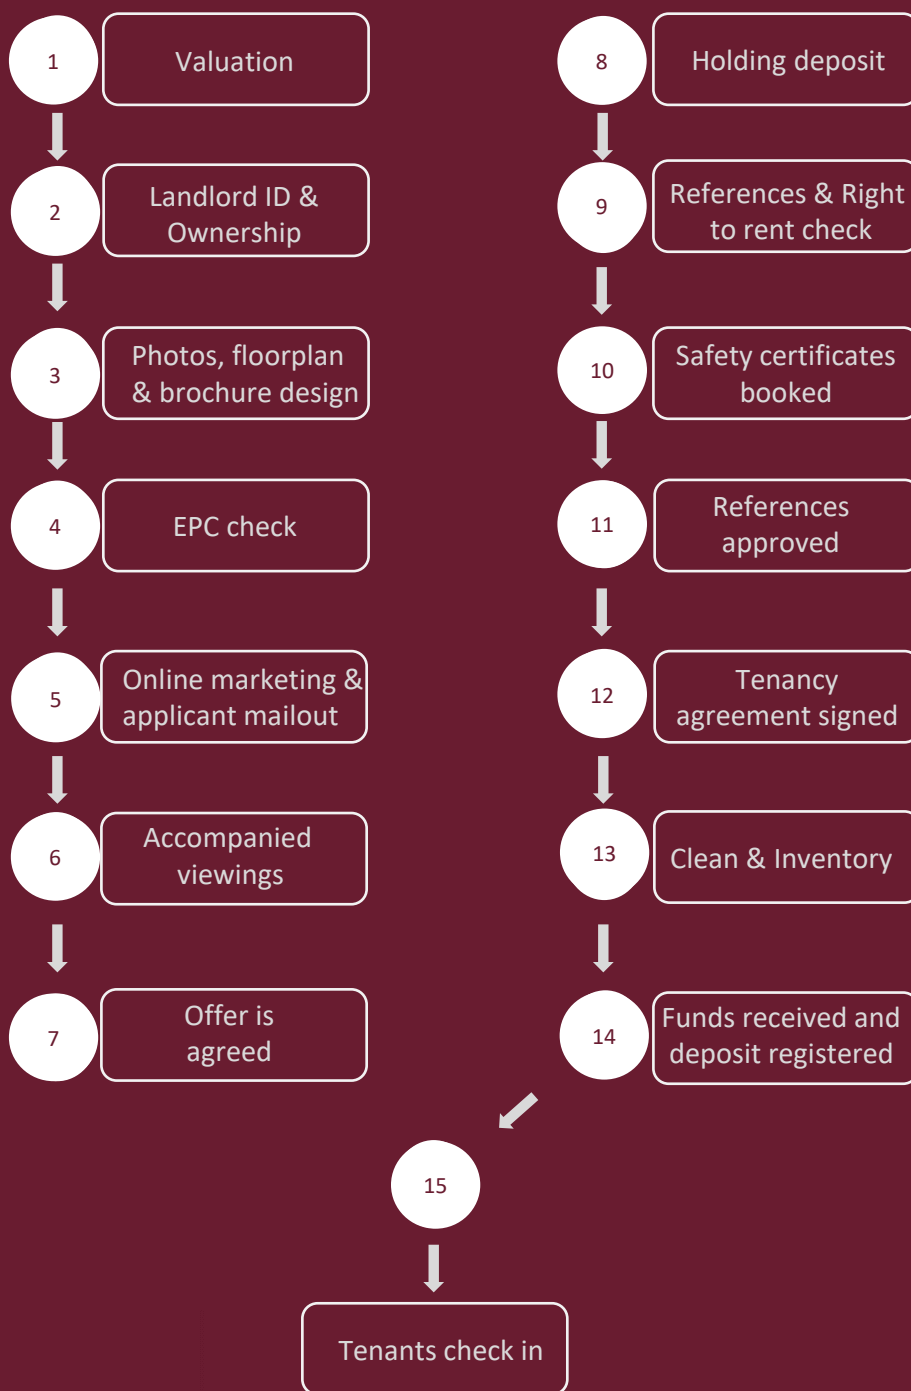 1
Valuation
2
Landlord ID &
Ownership
3
Photos, floorplan
& brochure design
4
EPC check
5
Online marketing &
applicant mailout
6
Accompanied
viewings
7
Offer is
agreed
8
Holding deposit
9
References & Right
to rent check
10
Safety certificates
booked
11
References
approved
12
Tenancy
agreement signed
13
Clean & Inventory
14
Funds received and
deposit registered
15
Tenants check in